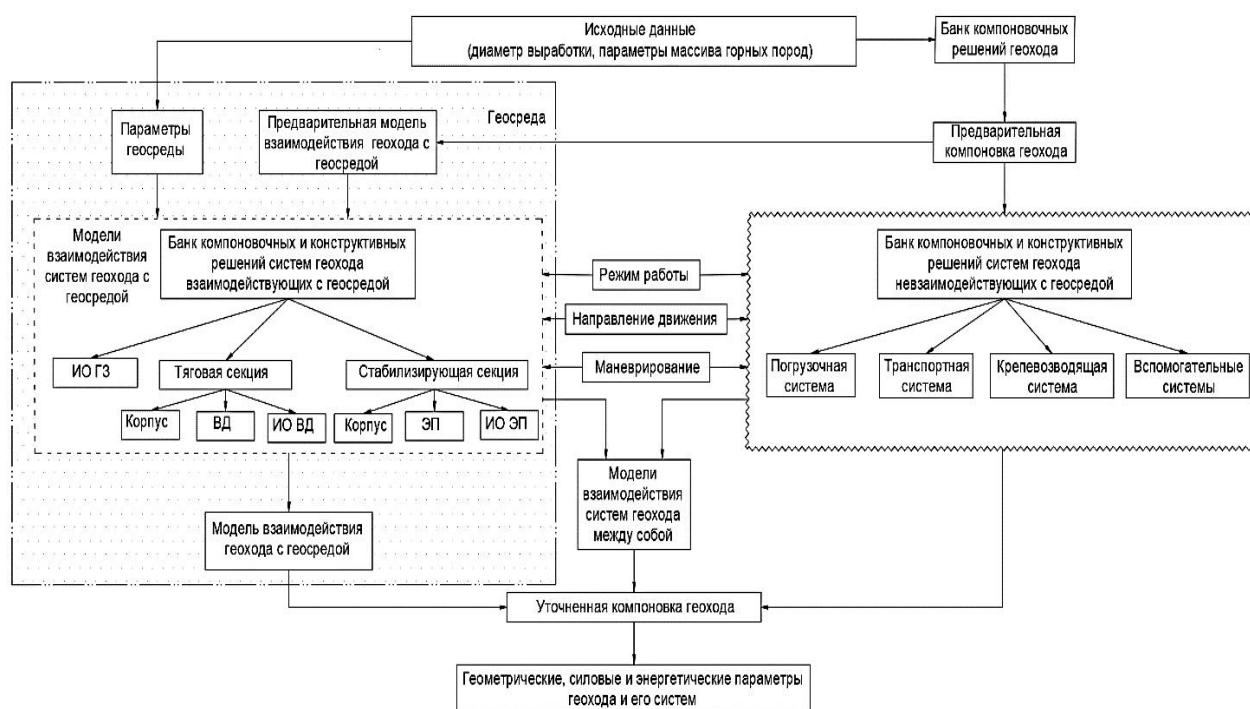 Исходные данные
(диаметр выработки, параметры массива горных пород)
Банк компоновочных
решений геохода
Параметры
геосреды
Предварительная модель
взаимодействия геохода с
геосредой
Геосреда
Предварительная
компоновка геохода
Модели
взаимодействия
систем геохода с
геосредой
Банк компоновочных и конструктивных
решений систем геохода
взаимодействующих с геосредой
Режим работы
Направление движения
Маневрирование
Банк компоновочных и конструктивных
решений систем геохода
невзаимодействующих с геосредой
ИО ГЗ
Тяговая секция
Стабилизирующая секция
Корпус
ВД
ИО ВД
Корпус
ЭП
ИО ЭП
Погрузочная
система
Транспортная
система
Крепевозводящая
система
Вспомогательные
системы
Модели
взаимодействия
систем геохода
между собой
Модель взаимодействия
геохода с геосредой
Уточненная компоновка геохода
Геометрические, силовые и энергетические параметры
геохода и его систем